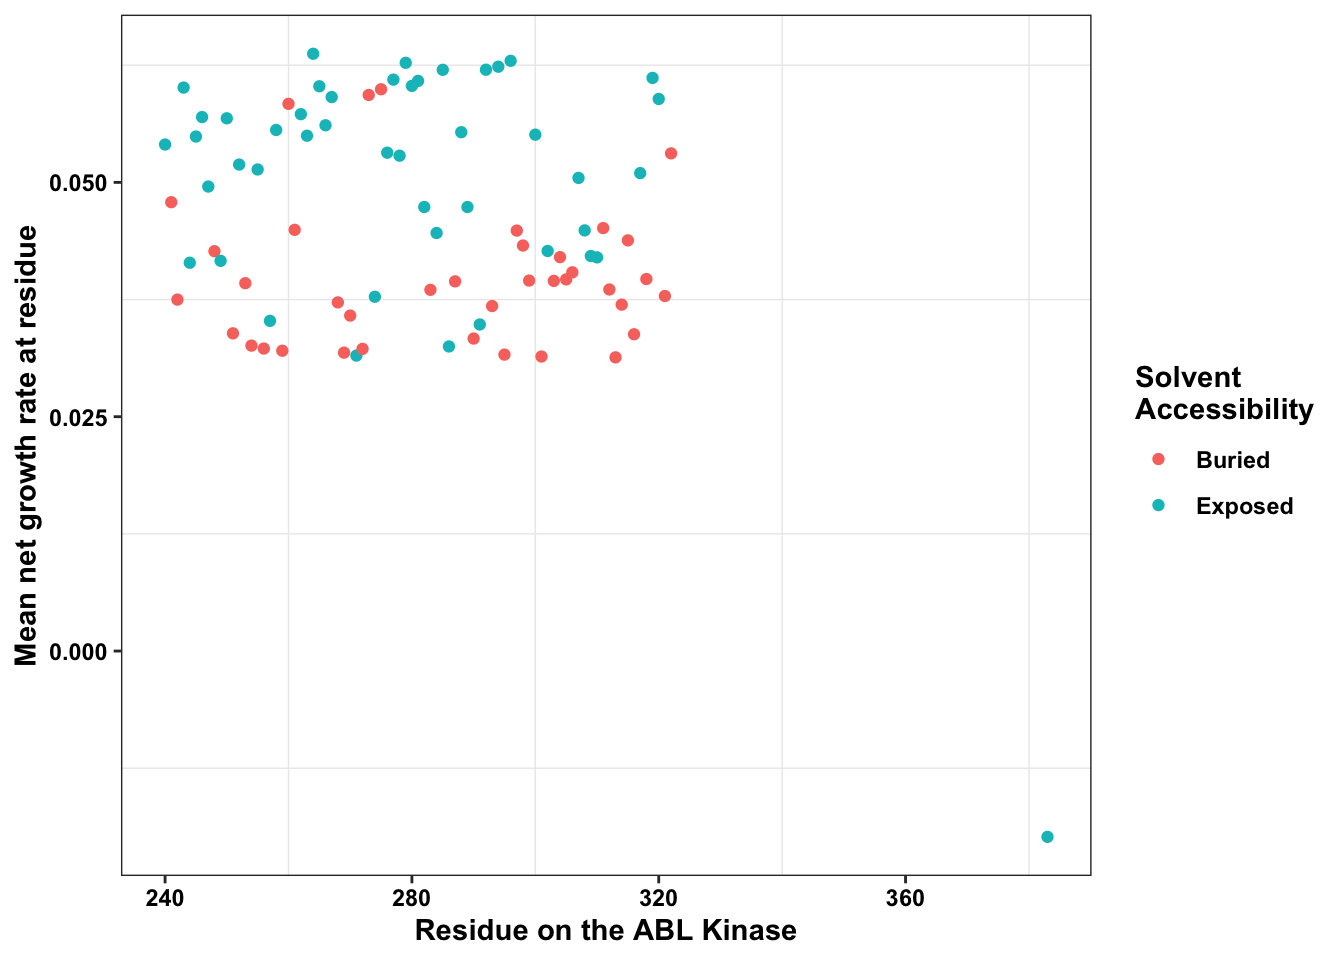 Mean net growth rate at residue
0.050
0.025
0.000
240 280 320 360
Residue on the ABL Kinase
Solvent
Accessibility
Buried
Exposed